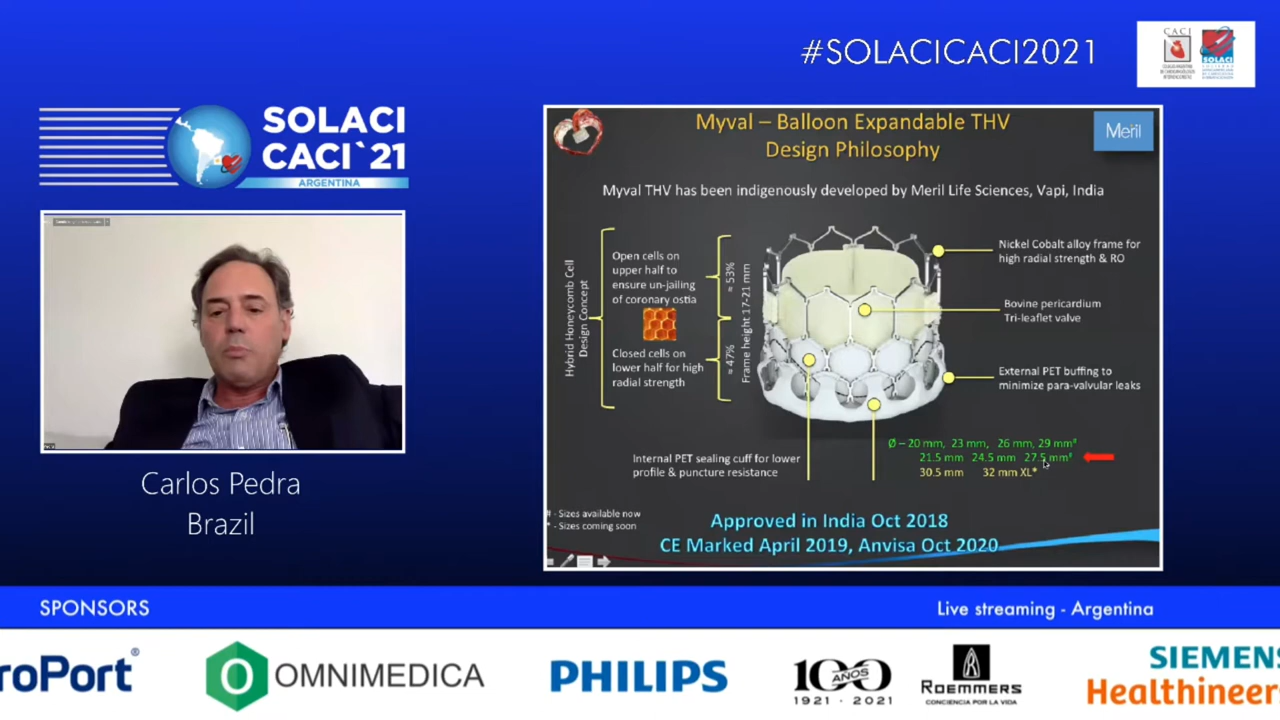 #SOLACICACI2021
CACI
SOLACI
SOLACI
CACI`21
ARGENTINA
Carlos Pedra
Brazil
Myval – Balloon Expandable THV
Design Philosophy
Meril
Myval THV has been indigenously developed by Meril Life Sciences, Vapi, India
Hybrid Honeycomb Cell
Design Concept
Open cells on
upper half to
ensure un-jailing
of coronary ostia
Closed cells on
lower half for high
radial strength
≈ 53%
≈ 47%
Frame height 17-21 mm
Nickel Cobalt alloy frame for
high radial strength & RO
Bovine pericardium
Tri-leaflet valve
External PET buffing to
minimize para-valvular leaks
Internal PET sealing cuff for lower
profile & puncture resistance
Ø – 20 mm, 23 mm, 26 mm, 29 mm#
21.5 mm 24.5 mm 27.5 mm#
30.5 mm 32 mm XL*
# - Sizes available now
* - Sizes coming soon
Approved in India Oct 2018
CE Marked April 2019, Anvisa Oct 2020
SPONSORS
Live streaming - Argentina
roPort®
OMNIMEDICA
PHILIPS
100
AÑOS
1921 - 2021
R
ROEMMERS
CONCIENCIA POR LA VIDA
SIEMENS
Healthineer